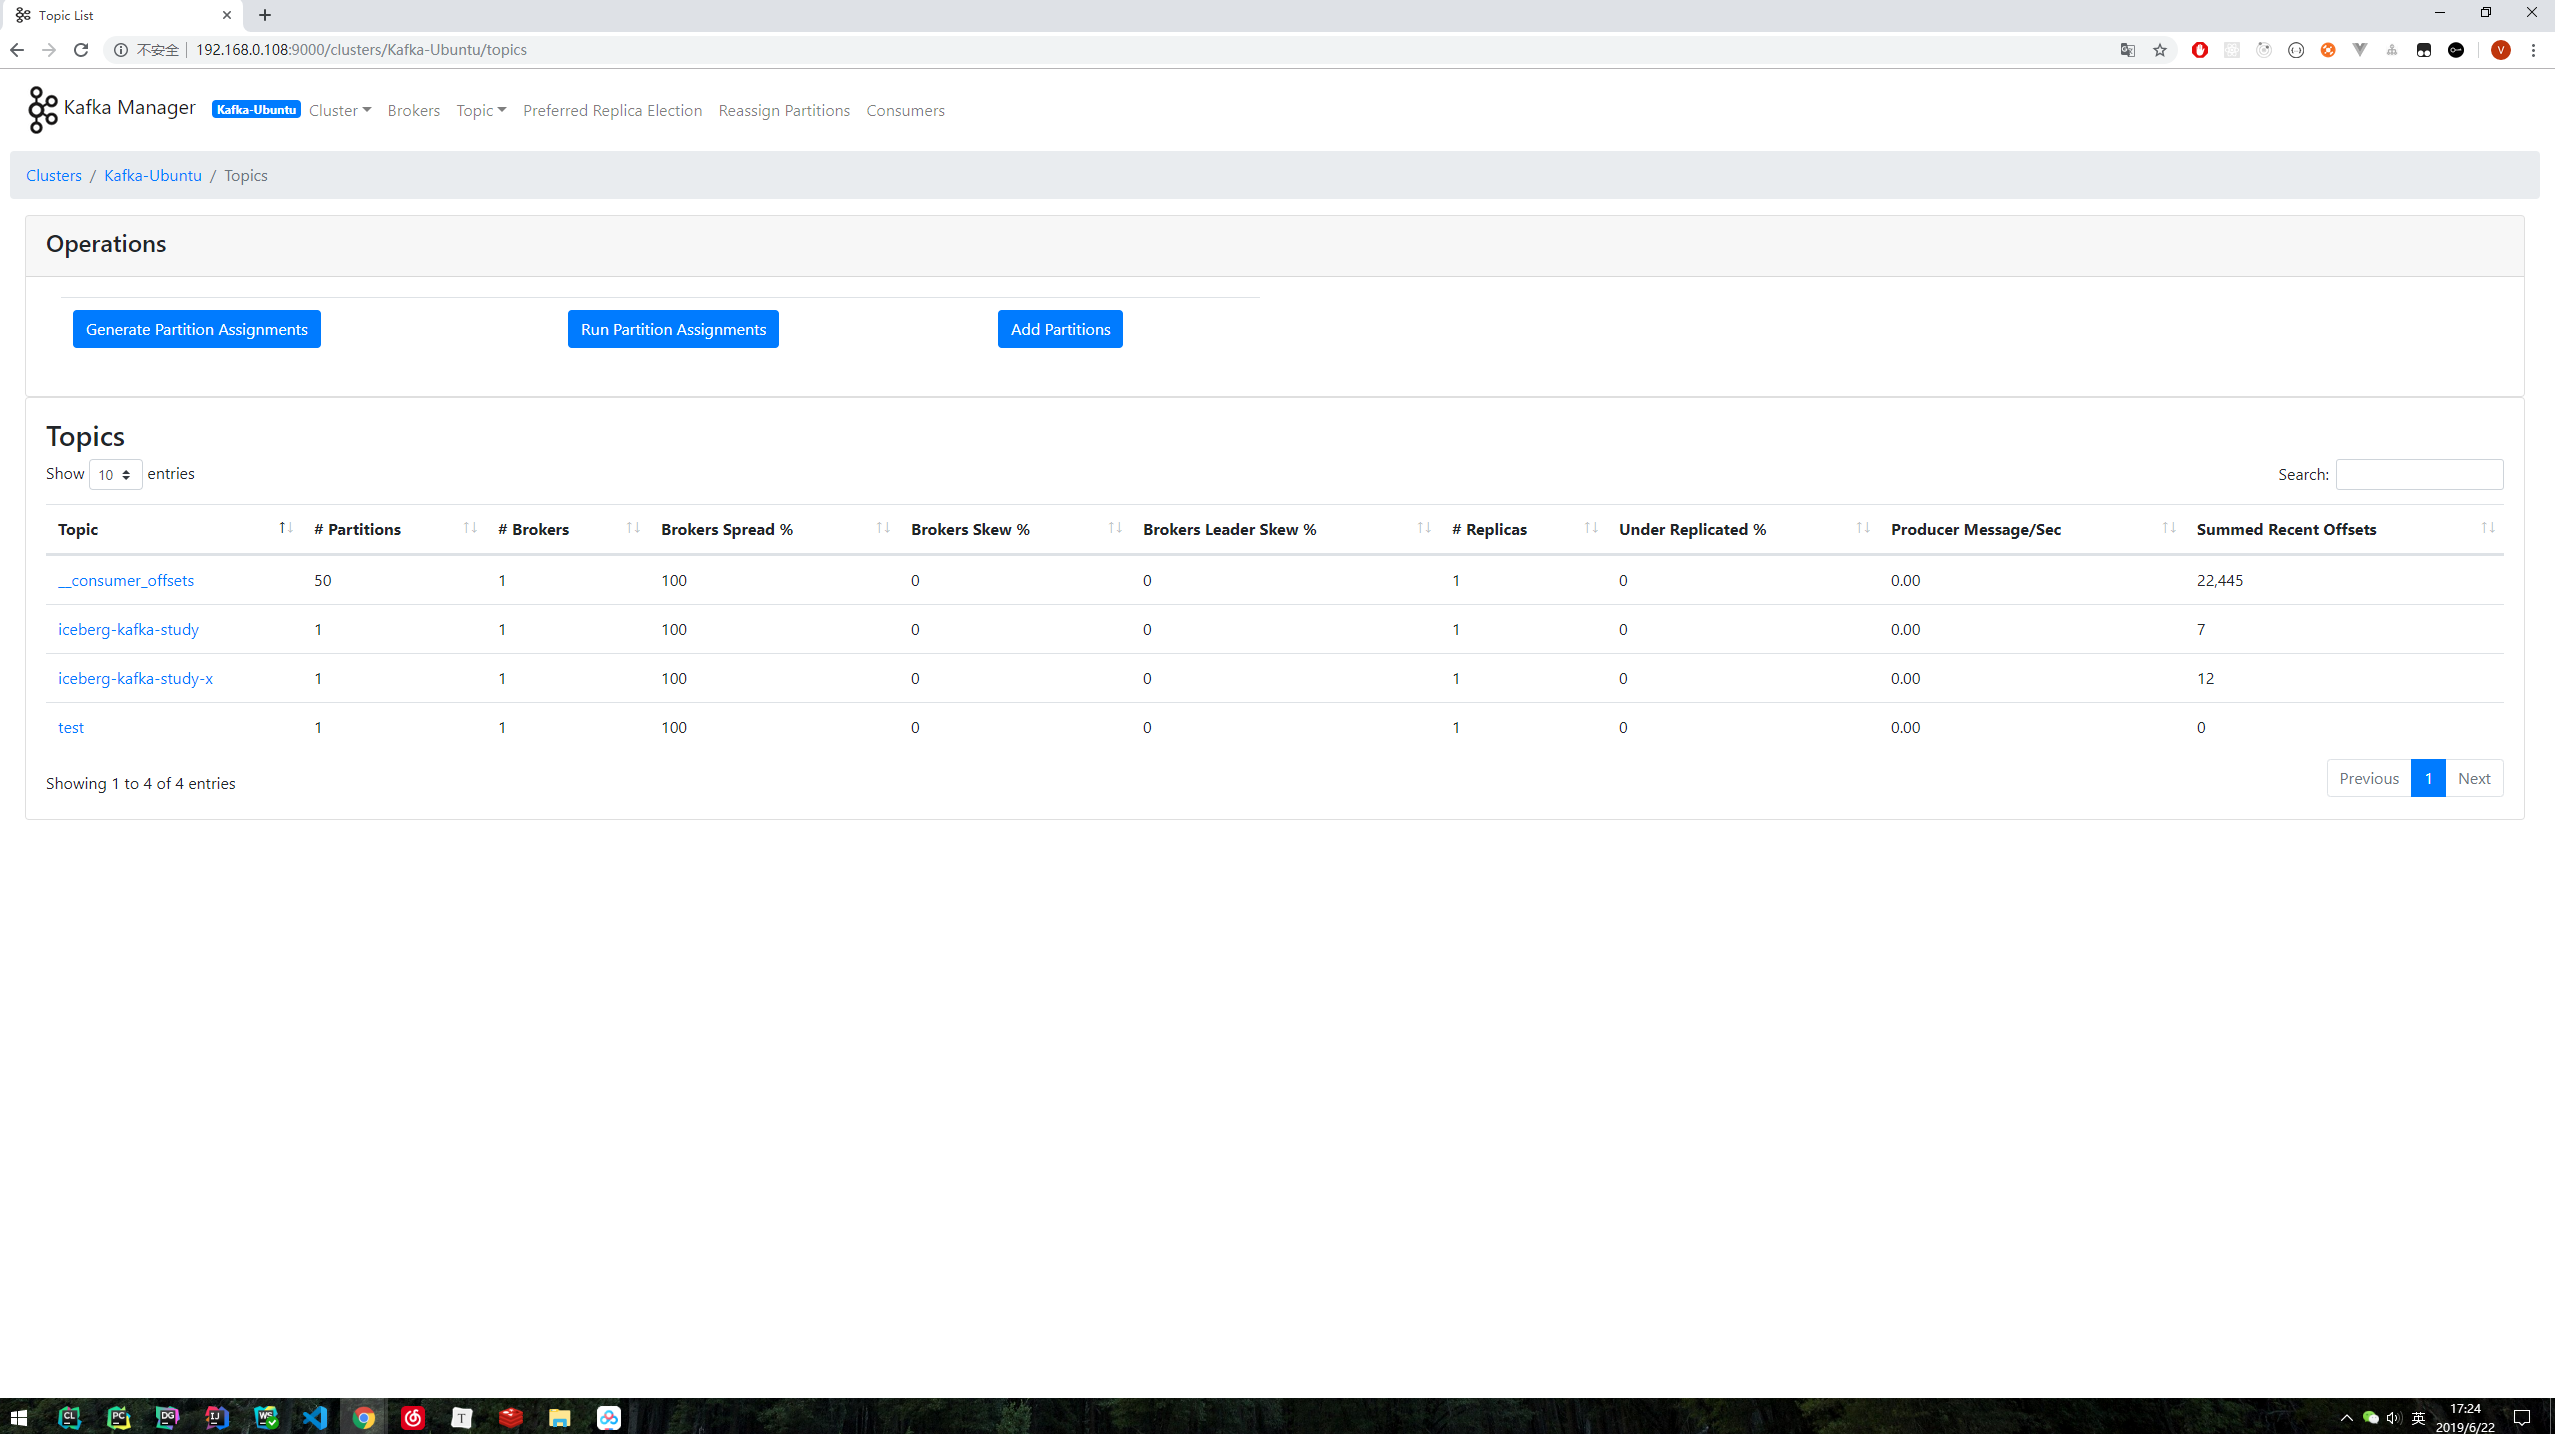 Topic List
不安全 | 192.168.0.108:9000/clusters/Kafka-Ubuntu/topics
V
Kafka Manager Kafka-Ubuntu Cluster Brokers Topic Preferred Replica Election Reassign Partitions Consumers
Clusters / Kafka-Ubuntu / Topics
Operations
Generate Partition Assignments Run Partition Assignments Add Partitions
Topics
Show 10 entries Search:
Topic # Partitions # Brokers Brokers Spread % Brokers Skew % Brokers Leader Skew % # Replicas Under Replicated % Producer Message/Sec Summed Recent Offsets
__consumer_offsets 50 1 100 0 0 1 0 0.00 22,445
iceberg-kafka-study 1 1 100 0 0 1 0 0.00 7
iceberg-kafka-study-x 1 1 100 0 0 1 0 0.00 12
test 1 1 100 0 0 1 0 0.00 0
Showing 1 to 4 of 4 entries Previous 1 Next
CL PC DG IJ WS T 英 17:24
2019/6/22